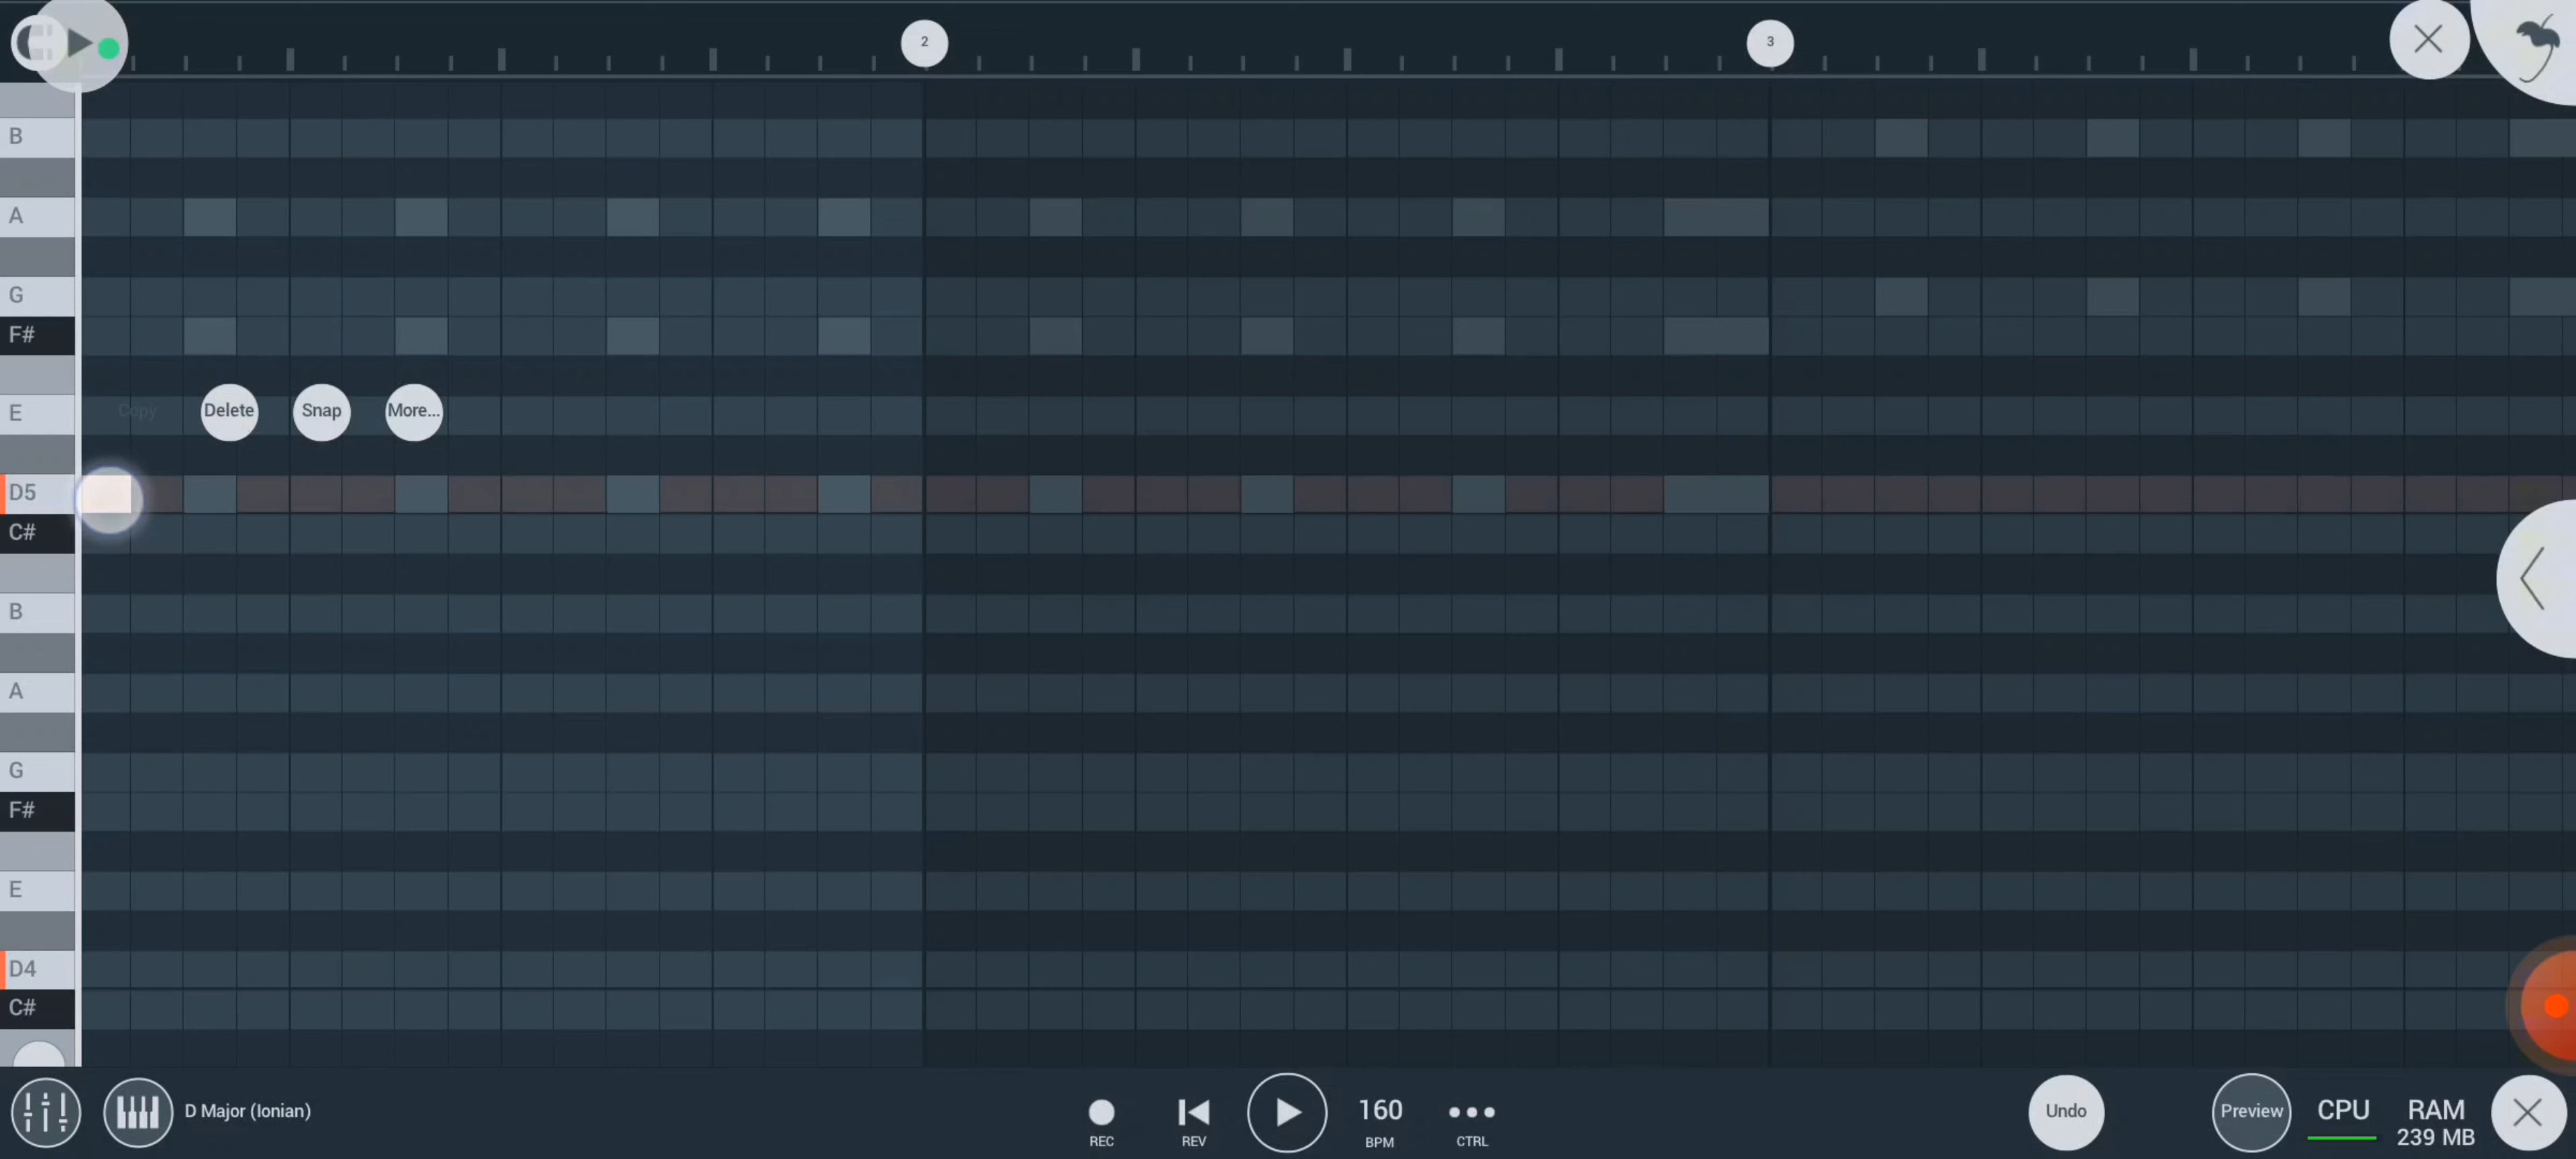 2
3
B
A
G
F#
E
Copy
Delete
Snap
More...
D5
C#
B
A
G
F#
E
D4
C#
D Major (Ionian)
REC
REV
160
BPM
CTRL
Undo
Preview
CPU
RAM
239 MB